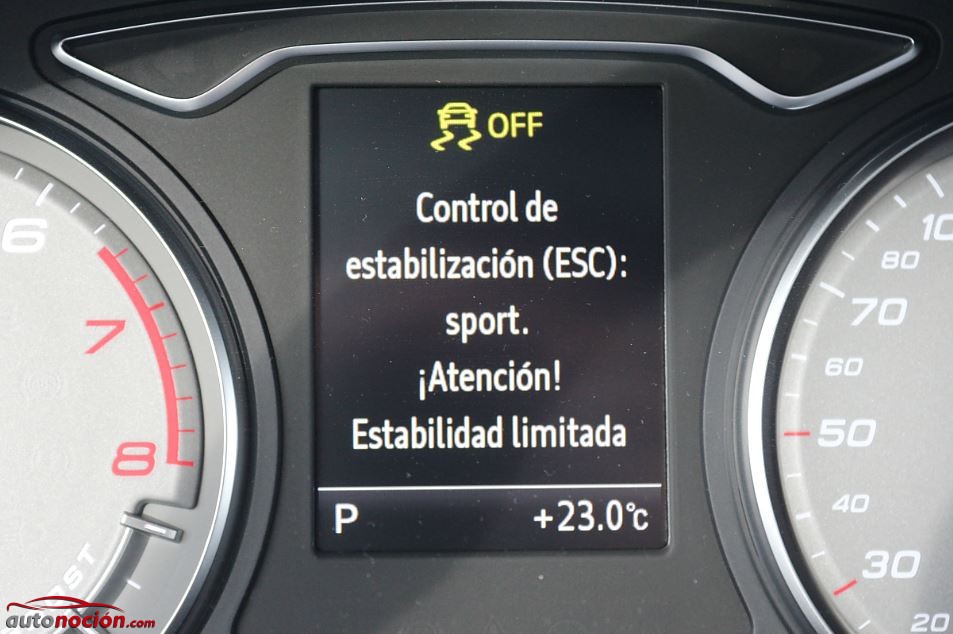 OFF
Control de
estabilización (ESC):
sport.
¡Atención!
Estabilidad limitada
P +23.0°C
6
7
8
80
70
60
50
40
30
20
autonoción.com